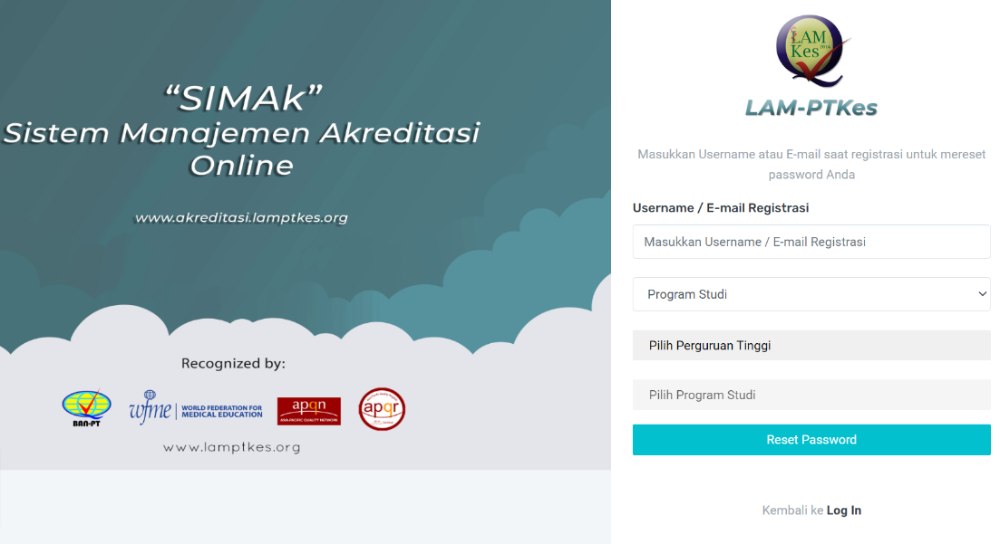 “SIMAk”
Sistem Manajemen Akreditasi
Online
www.akreditasi.lamptkes.org
Recognized by:
BAN-PT
wfme
WORLD FEDERATION FOR
MEDICAL EDUCATION
apqn
ASIA-PACIFIC QUALITY NETWORK
apqr
www.lamptkes.org
LAM
Kes
LAM-PTKes
Masukkan Username atau E-mail saat registrasi untuk mereset
password Anda
Username / E-mail Registrasi
Masukkan Username / E-mail Registrasi
Program Studi
Pilih Perguruan Tinggi
Pilih Program Studi
Reset Password
Kembali ke Log In